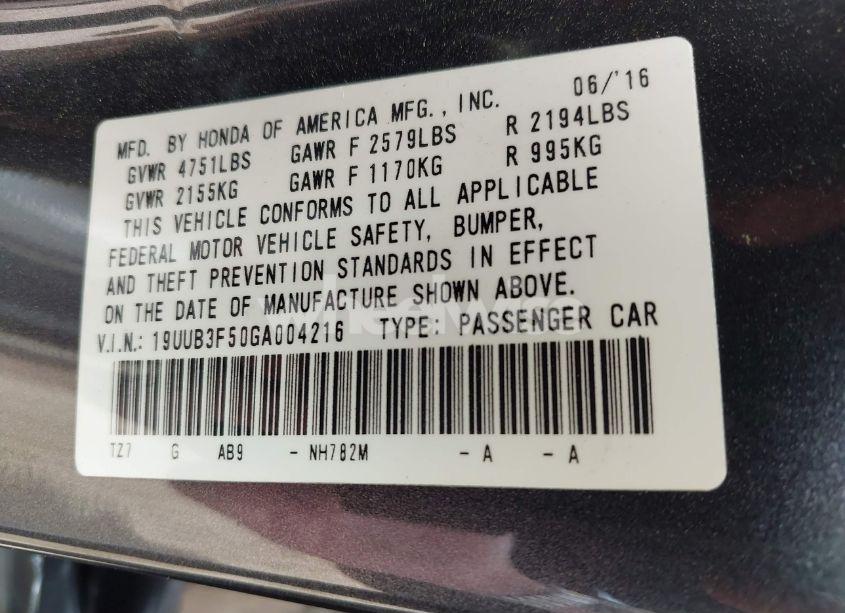 MFD. BY HONDA OF AMERICA MFG., INC. 06/'16
GVWR 4751LBS GAWR F 2579LBS R 2194LBS
GVWR 2155KG GAWR F 1170KG R 995KG
THIS VEHICLE CONFORMS TO ALL APPLICABLE
FEDERAL MOTOR VEHICLE SAFETY, BUMPER,
AND THEFT PREVENTION STANDARDS IN EFFECT
ON THE DATE OF MANUFACTURE SHOWN ABOVE.
V.I.N.: 19UUB3F50GA004216 TYPE: PASSENGER CAR
TZ7 G AB9 - NH782M - A - A